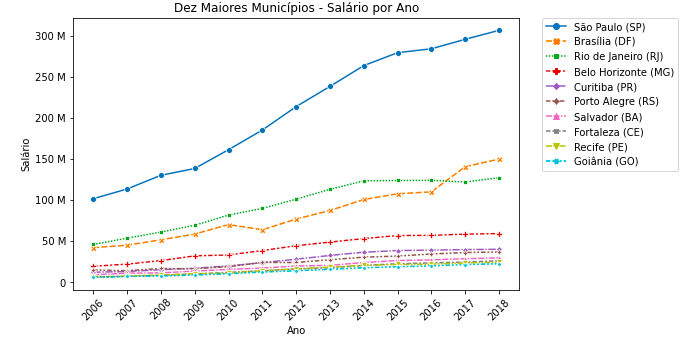 Dez Maiores Municípios - Salário por Ano
300 M
250 M
200 M
150 M
100 M
50 M
0
Salário
2006
2007
2008
2009
2010
2011
2012
2013
2014
2015
2016
2017
2018
Ano
São Paulo (SP)
Brasília (DF)
Rio de Janeiro (RJ)
Belo Horizonte (MG)
Curitiba (PR)
Porto Alegre (RS)
Salvador (BA)
Fortaleza (CE)
Recife (PE)
Goiânia (GO)